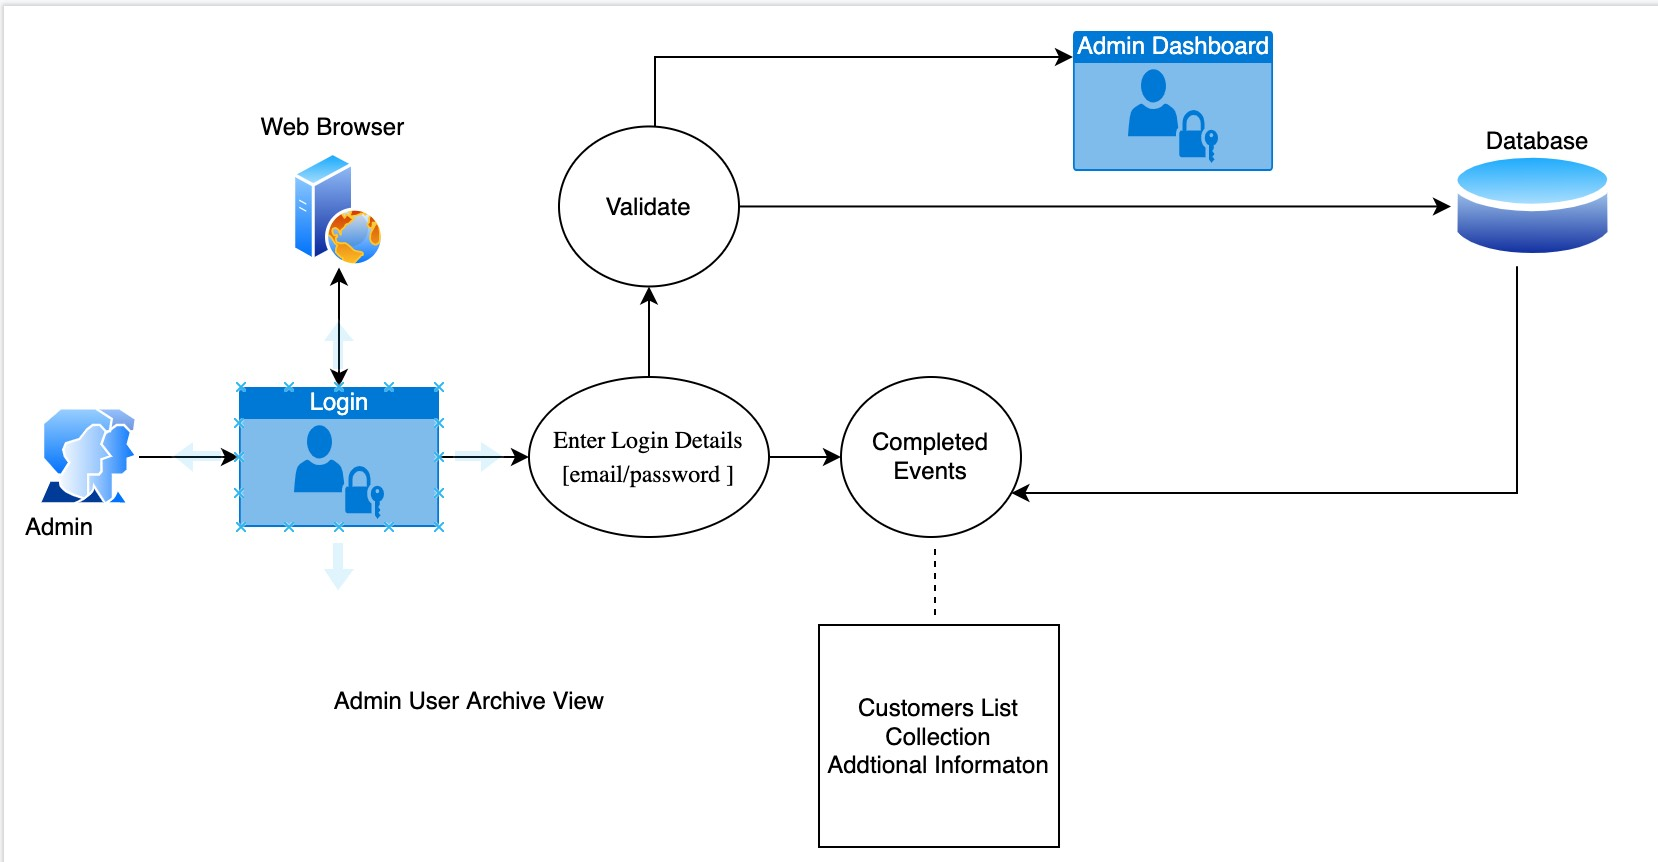 Admin Dashboard
Web Browser
Database
Validate
Login
Enter Login Details
[email/password ]
Completed
Events
Admin
Admin User Archive View
Customers List
Collection
Addtional Informaton